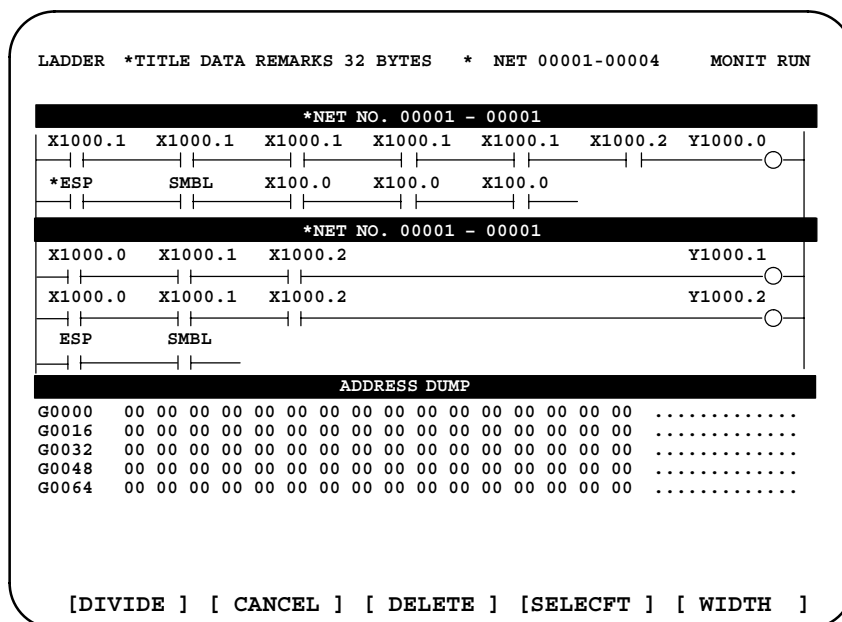 LADDER *TITLE DATA REMARKS 32 BYTES * NET 00001-00004 MONIT RUN
*NET NO. 00001 – 00001
X1000.1 X1000.1 X1000.1 X1000.1 X1000.1 X1000.2 Y1000.0
*ESP SMBL X100.0 X100.0 X100.0
*NET NO. 00001 – 00001
X1000.0 X1000.1 X1000.2 Y1000.1
X1000.0 X1000.1 X1000.2 Y1000.2
ESP SMBL
ADDRESS DUMP
G0000 00 00 00 00 00 00 00 00 00 00 00 00 00 00 00 00 .............
G0016 00 00 00 00 00 00 00 00 00 00 00 00 00 00 00 00 .............
G0032 00 00 00 00 00 00 00 00 00 00 00 00 00 00 00 00 .............
G0048 00 00 00 00 00 00 00 00 00 00 00 00 00 00 00 00 .............
G0064 00 00 00 00 00 00 00 00 00 00 00 00 00 00 00 00 .............
[DIVIDE ] [ CANCEL ] [ DELETE ] [SELECFT ] [ WIDTH ]